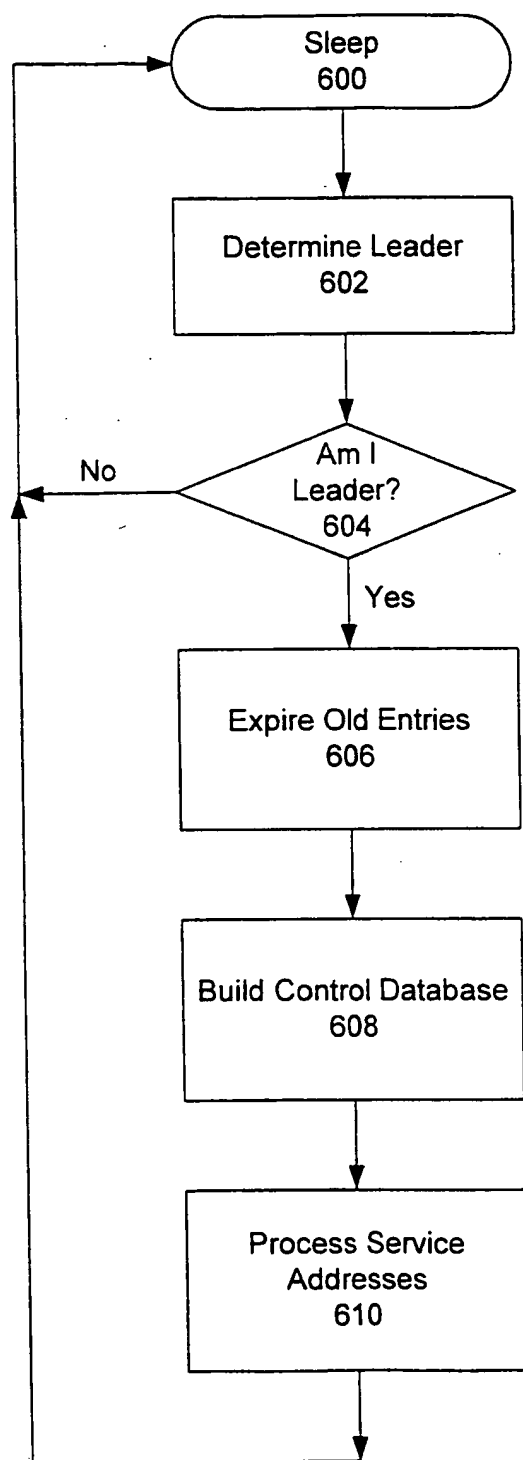 Sleep
600
Determine Leader
602
Am I
Leader?
604
No
Yes
Expire Old Entries
606
Build Control Database
608
Process Service
Addresses
610